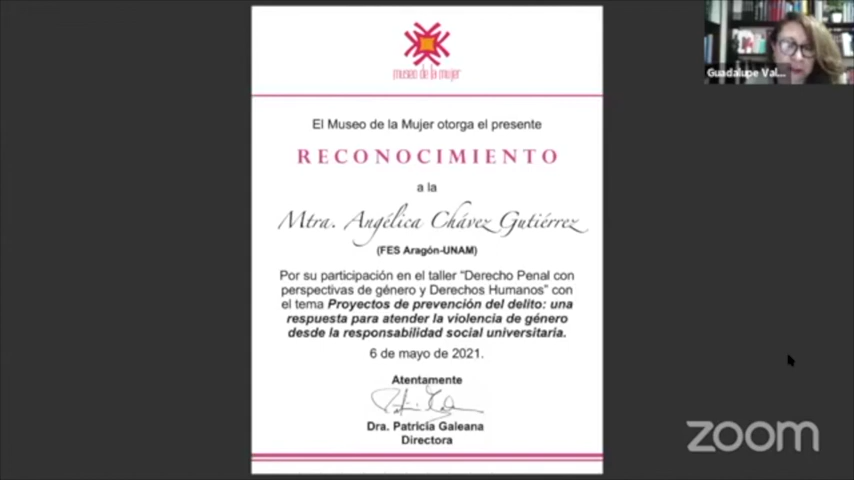 museo de la mujer
Guadalupe Val...
El Museo de la Mujer otorga el presente
RECONOCIMIENTO
a la
Mtra. Angélica Chávez Gutiérrez
(FES Aragón-UNAM)
Por su participación en el taller “Derecho Penal con
perspectivas de género y Derechos Humanos” con
el tema Proyectos de prevención del delito: una
respuesta para atender la violencia de género
desde la responsabilidad social universitaria.
6 de mayo de 2021.
Atentamente
Dra. Patricia Galeana
Directora
zoom